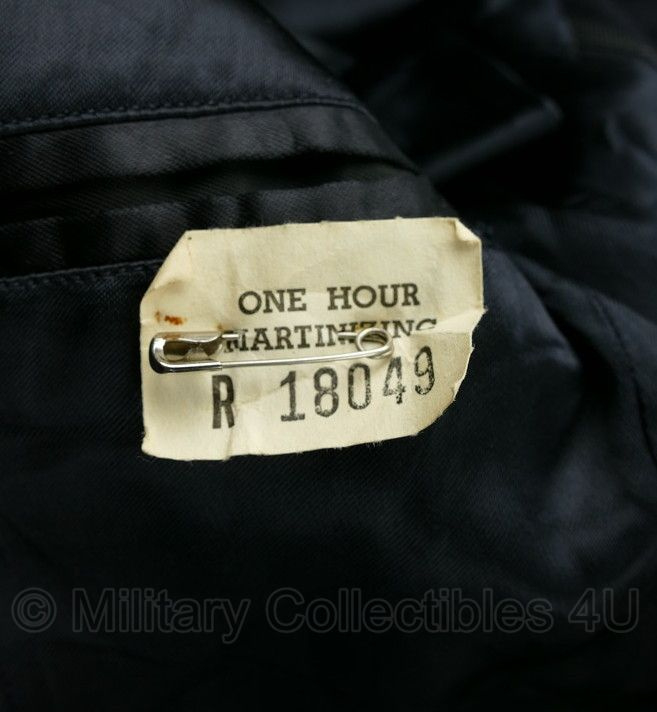 ONE HOUR
MARTINIZING
R 18049
© Military Collectibles 4U